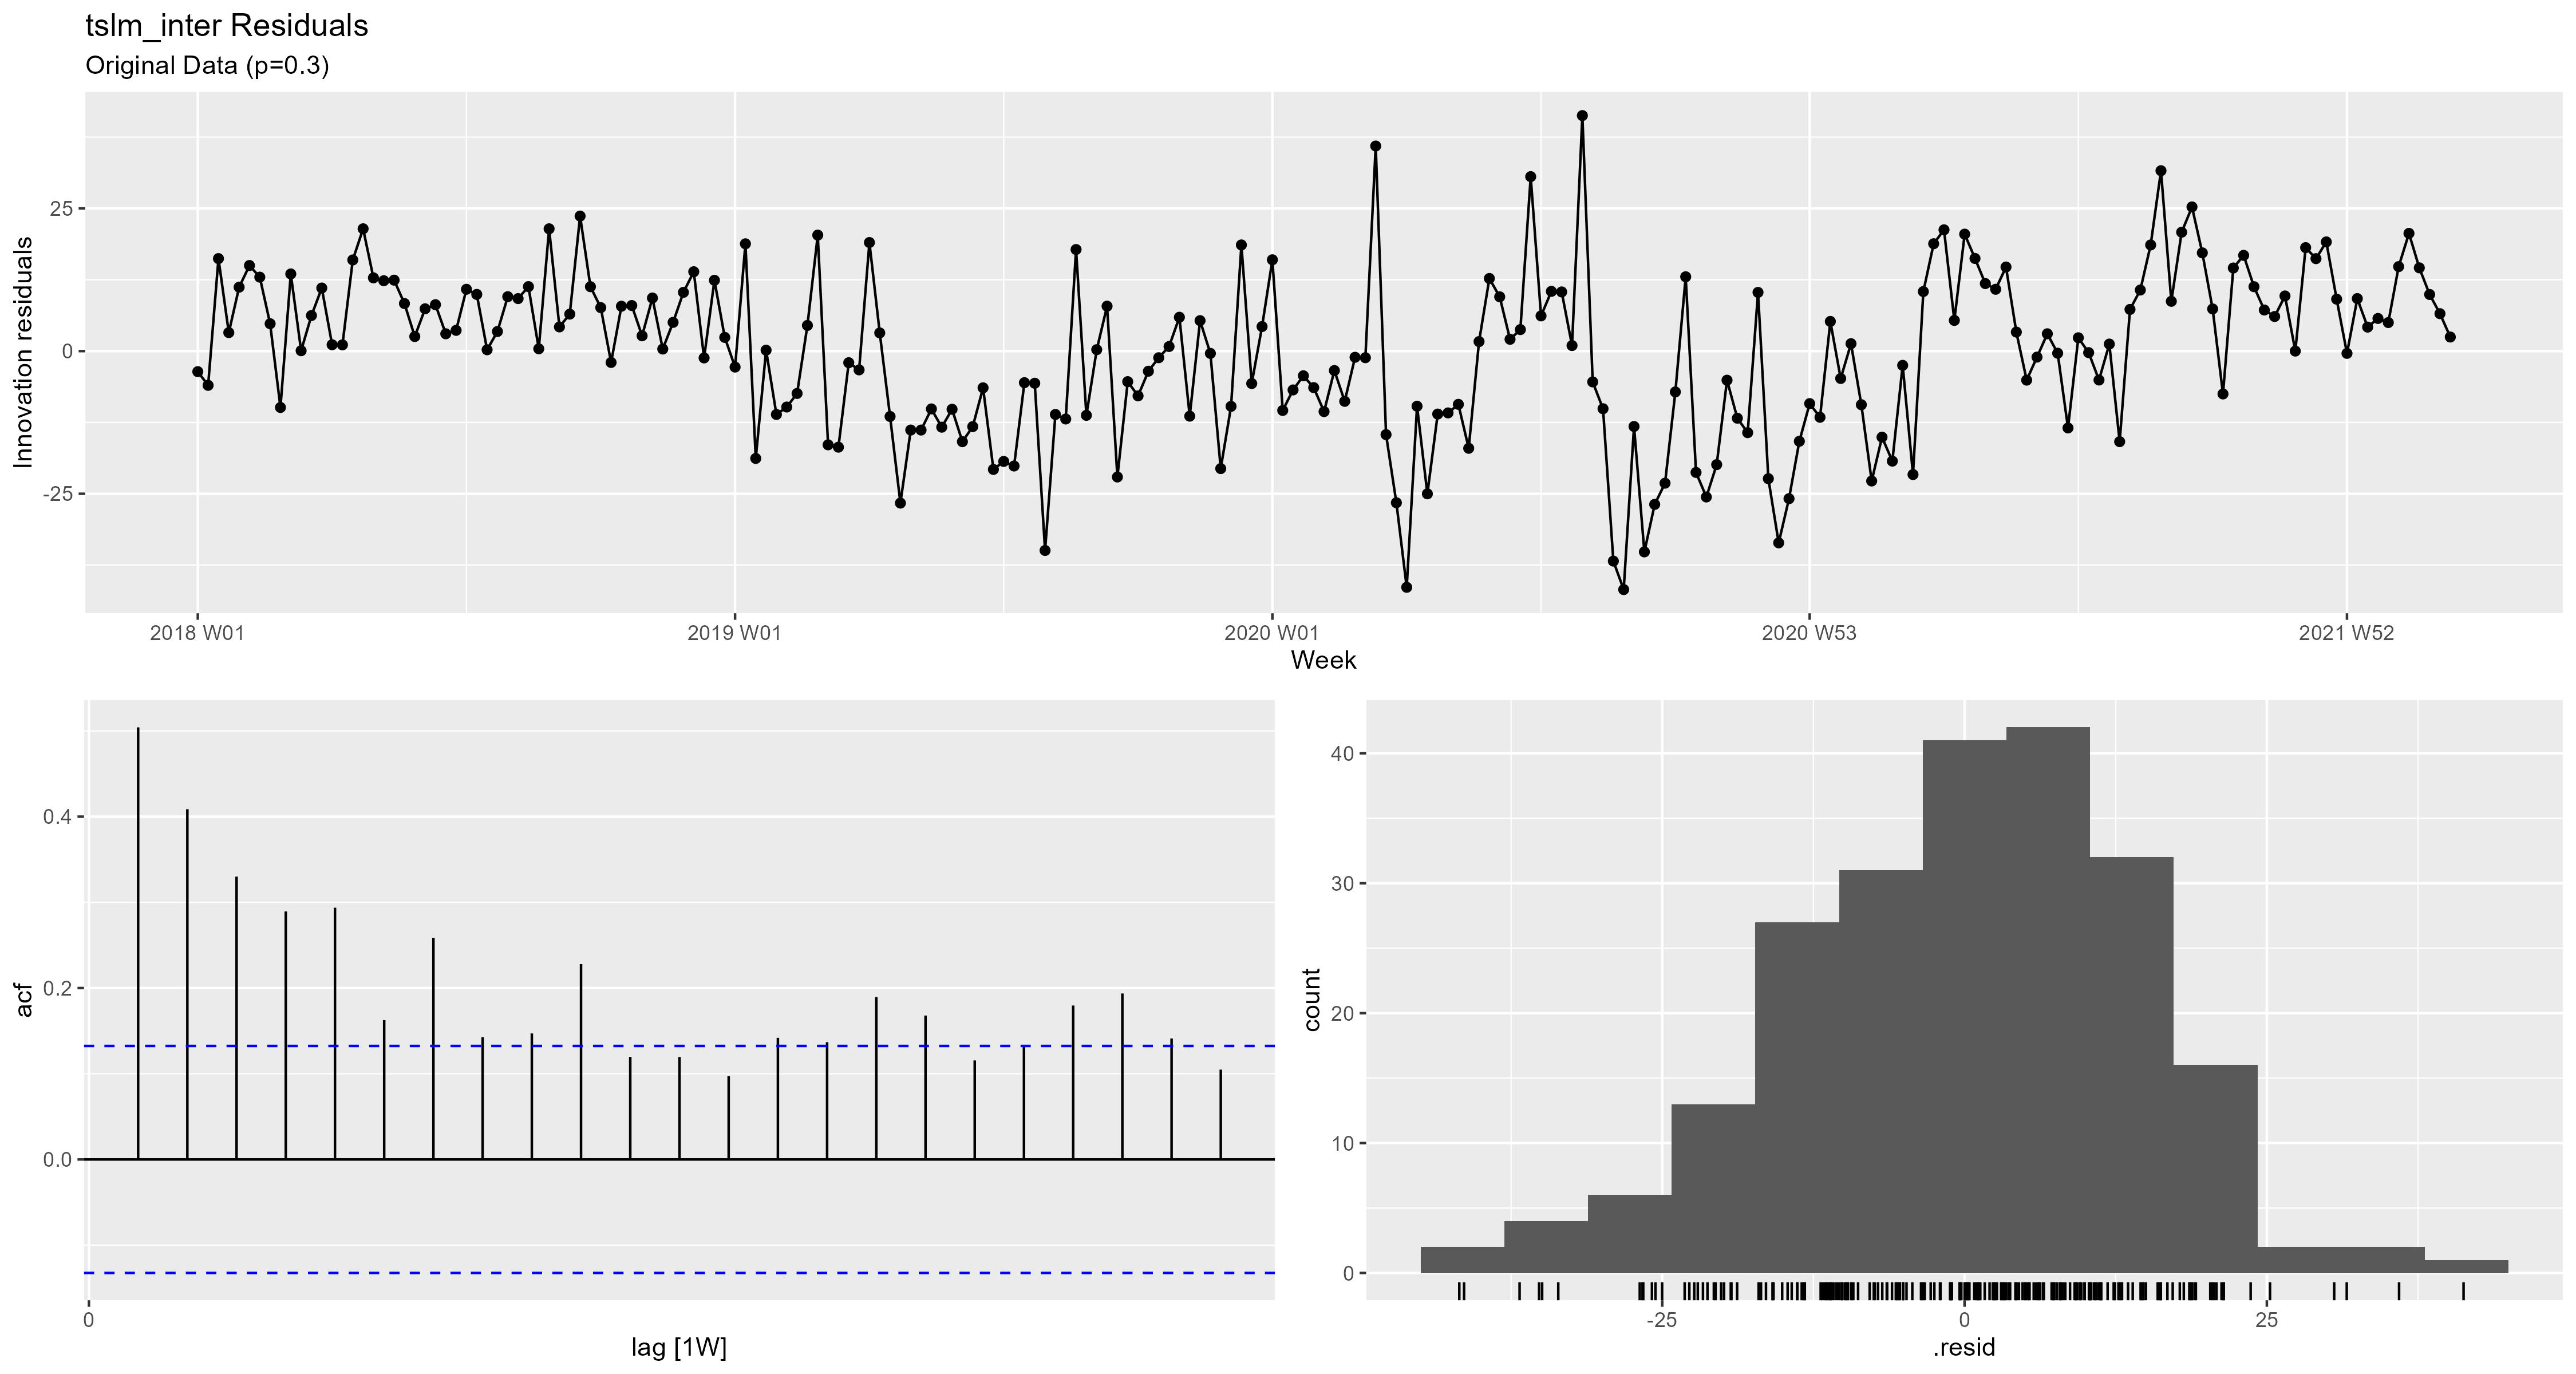 tslm_inter Residuals
Original Data (p=0.3)
Innovation residuals
25
0
-25
2018 W01
2019 W01
2020 W01
2020 W53
2021 W52
Week
acf
0.4
0.2
0.0
0
lag [1W]
count
40
30
20
10
0
-25
0
25
.resid